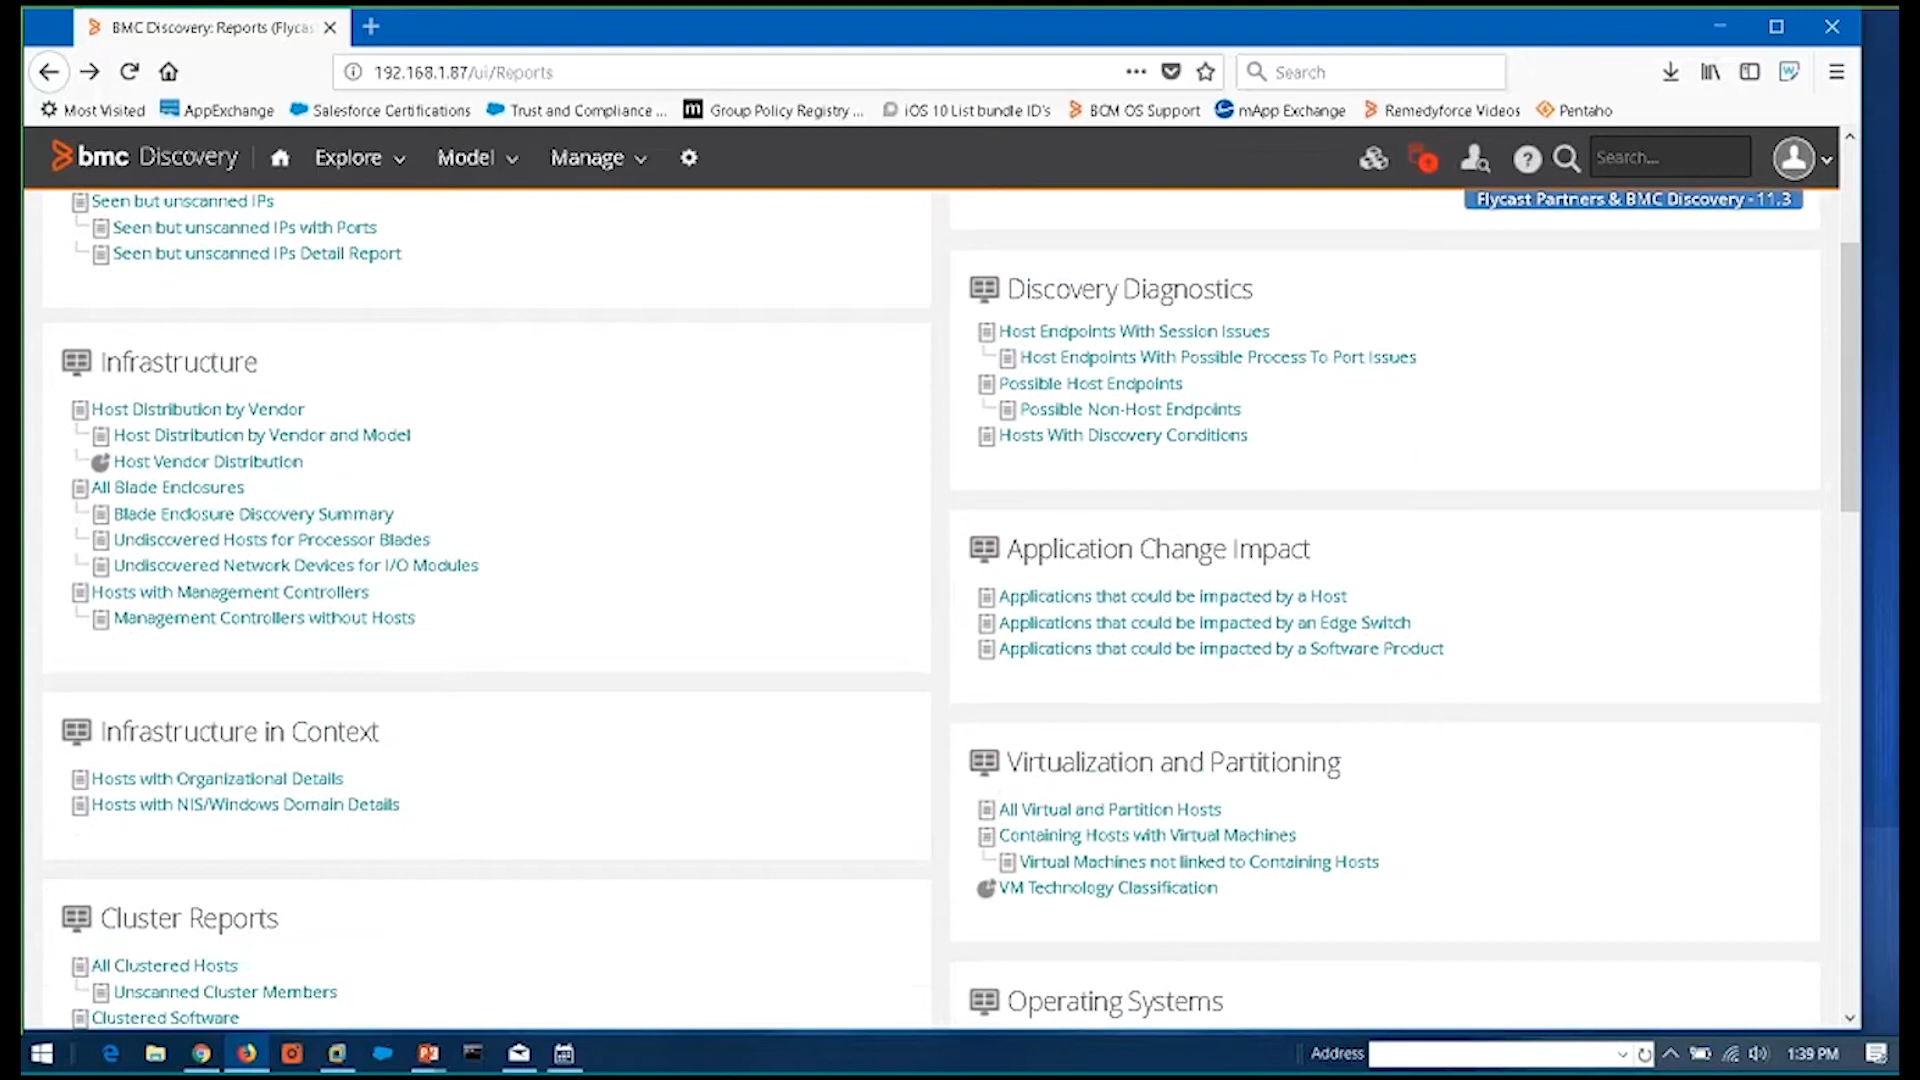 BMC Discovery: Reports (Flycas
192.168.1.87/ui/Reports
Search
Most Visited
AppExchange
Salesforce Certifications
Trust and Compliance ...
Group Policy Registry ...
iOS 10 List bundle ID's
BCM OS Support
mApp Exchange
Remedyforce Videos
Pentaho
bmc Discovery
Explore
Model
Manage
Search...
Flycast Partners & BMC Discovery - 11.3
Seen but unscanned IPs
Seen but unscanned IPs with Ports
Seen but unscanned IPs Detail Report
Infrastructure
Host Distribution by Vendor
Host Distribution by Vendor and Model
Host Vendor Distribution
All Blade Enclosures
Blade Enclosure Discovery Summary
Undiscovered Hosts for Processor Blades
Undiscovered Network Devices for I/O Modules
Hosts with Management Controllers
Management Controllers without Hosts
Infrastructure in Context
Hosts with Organizational Details
Hosts with NIS/Windows Domain Details
Cluster Reports
All Clustered Hosts
Unscanned Cluster Members
Clustered Software
Discovery Diagnostics
Host Endpoints With Session Issues
Host Endpoints With Possible Process To Port Issues
Possible Host Endpoints
Possible Non-Host Endpoints
Hosts With Discovery Conditions
Application Change Impact
Applications that could be impacted by a Host
Applications that could be impacted by an Edge Switch
Applications that could be impacted by a Software Product
Virtualization and Partitioning
All Virtual and Partition Hosts
Containing Hosts with Virtual Machines
Virtual Machines not linked to Containing Hosts
VM Technology Classification
Operating Systems
Address
1:39 PM